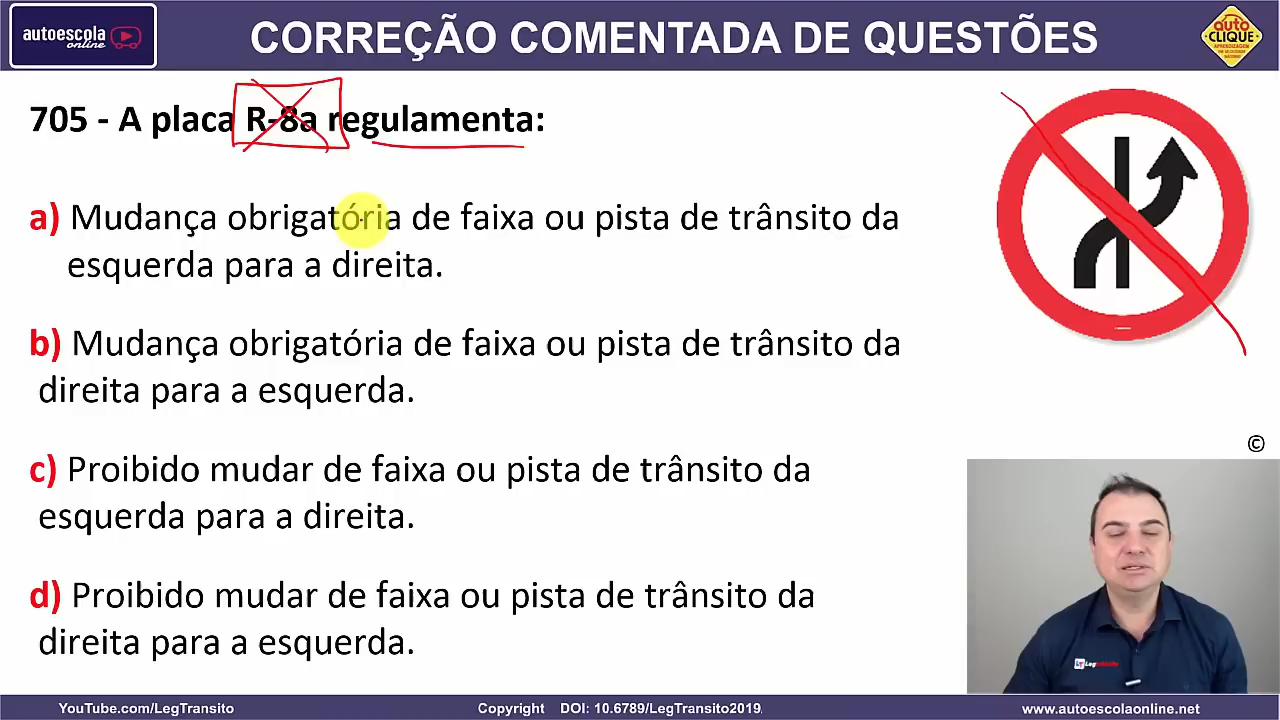 autoescola
online
CORREÇÃO COMENTADA DE QUESTÕES
auto
CLIQUE
705 - A placa R-8a regulamenta:
a) Mudança obrigatória de faixa ou pista de trânsito da
esquerda para a direita.
b) Mudança obrigatória de faixa ou pista de trânsito da
direita para a esquerda.
c) Proibido mudar de faixa ou pista de trânsito da
esquerda para a direita.
d) Proibido mudar de faixa ou pista de trânsito da
direita para a esquerda.
©
YouTube.com/LegTransito
Copyright DOI: 10.6789/LegTransito2019
www.autoescolaonline.net